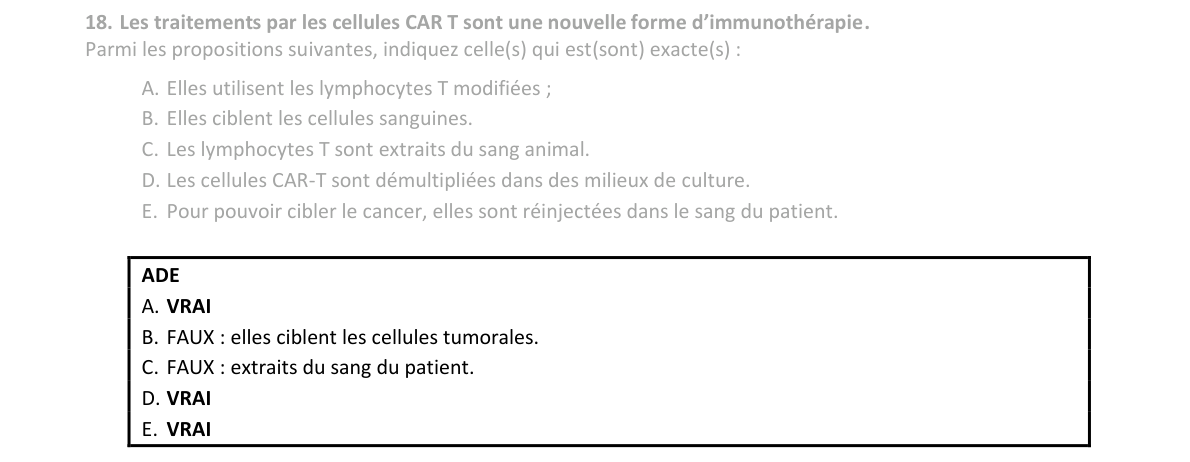 18. Les traitements par les cellules CAR T sont une nouvelle forme d’immunothérapie.
Parmi les propositions suivantes, indiquez celle(s) qui est(sont) exacte(s) :
A. Elles utilisent les lymphocytes T modifiées ;
B. Elles ciblent les cellules sanguines.
C. Les lymphocytes T sont extraits du sang animal.
D. Les cellules CAR-T sont démultipliées dans des milieux de culture.
E. Pour pouvoir cibler le cancer, elles sont réinjectées dans le sang du patient.
ADE
A. VRAI
B. FAUX : elles ciblent les cellules tumorales.
C. FAUX : extraits du sang du patient.
D. VRAI
E. VRAI